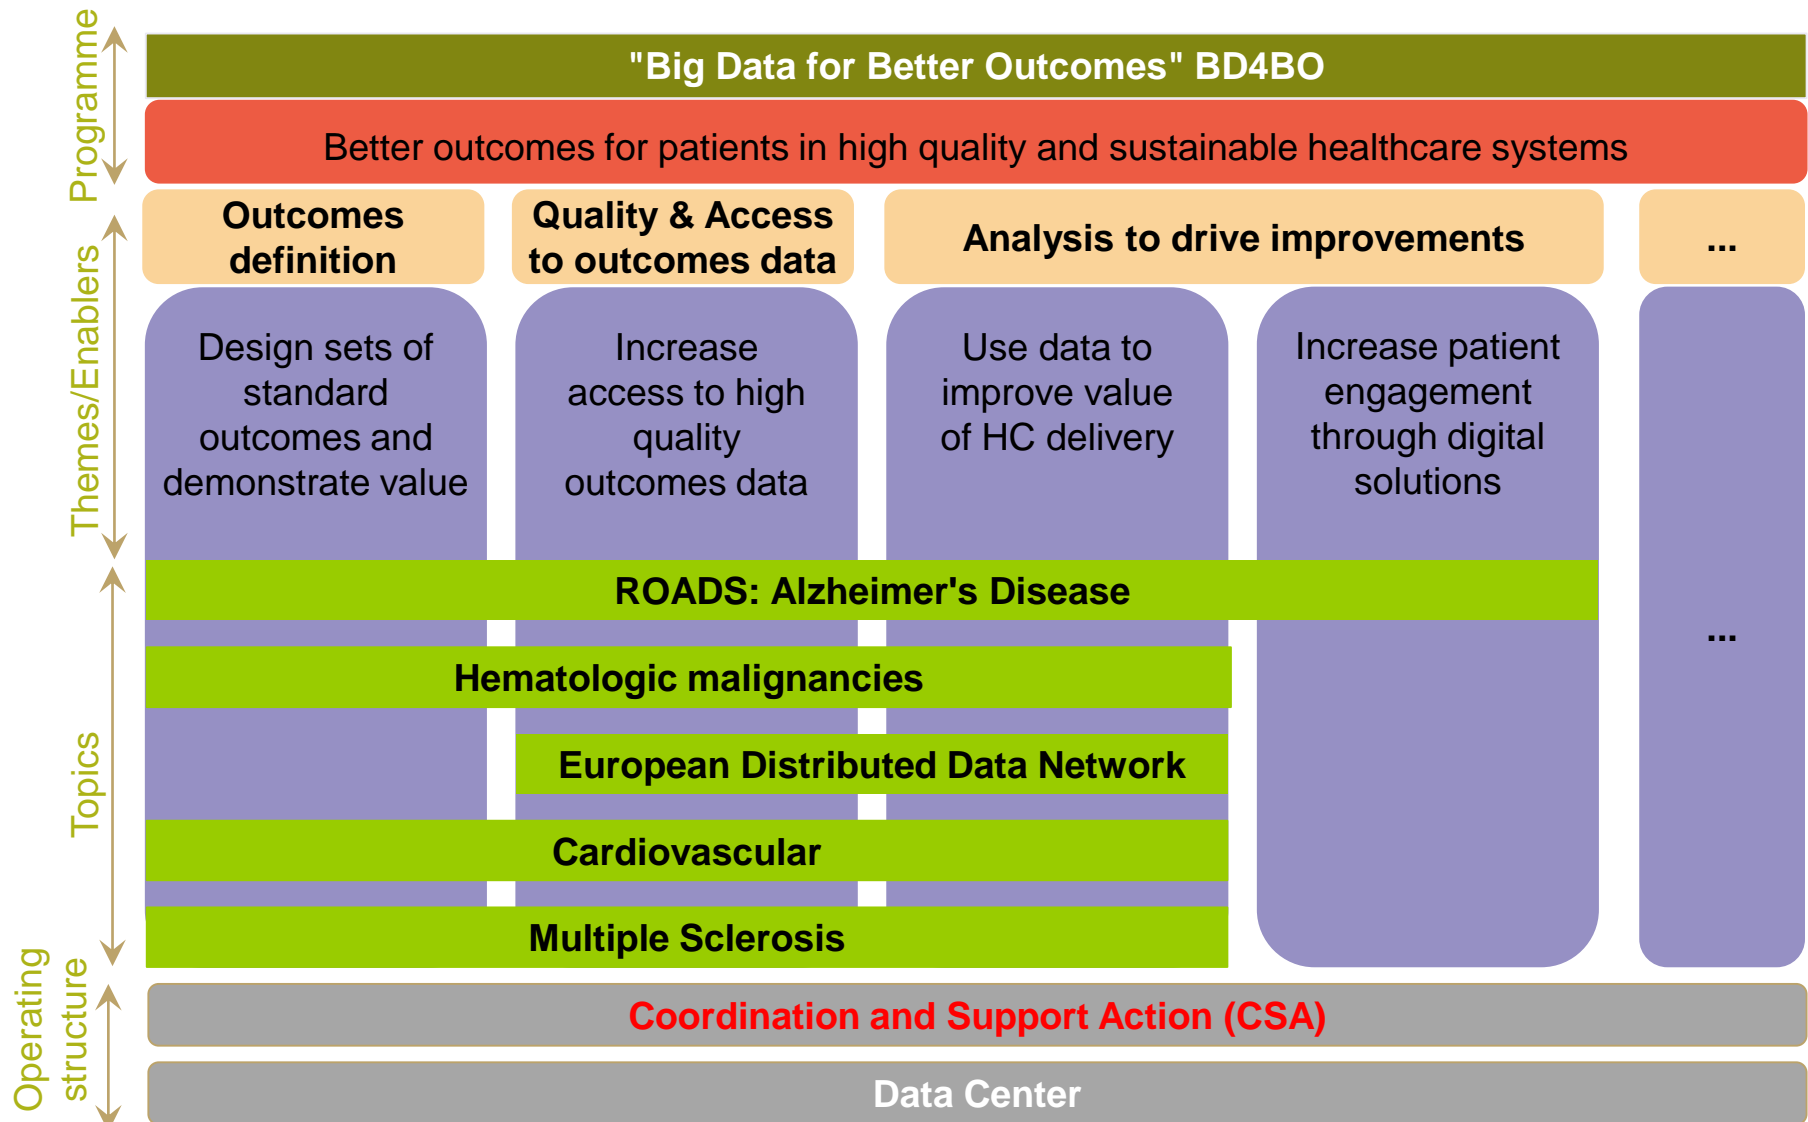 Programme
"Big Data for Better Outcomes" BD4BO
Better outcomes for patients in high quality and sustainable healthcare systems
Themes/Enablers
Outcomes
definition
Quality & Access
to outcomes data
Analysis to drive improvements
...
Design sets of
standard
outcomes and
demonstrate value
Increase
access to high
quality
outcomes data
Use data to
improve value
of HC delivery
Increase patient
engagement
through digital
solutions
...
Topics
ROADS: Alzheimer's Disease
Hematologic malignancies
European Distributed Data Network
Cardiovascular
Multiple Sclerosis
Operating
structure
Coordination and Support Action (CSA)
Data Center